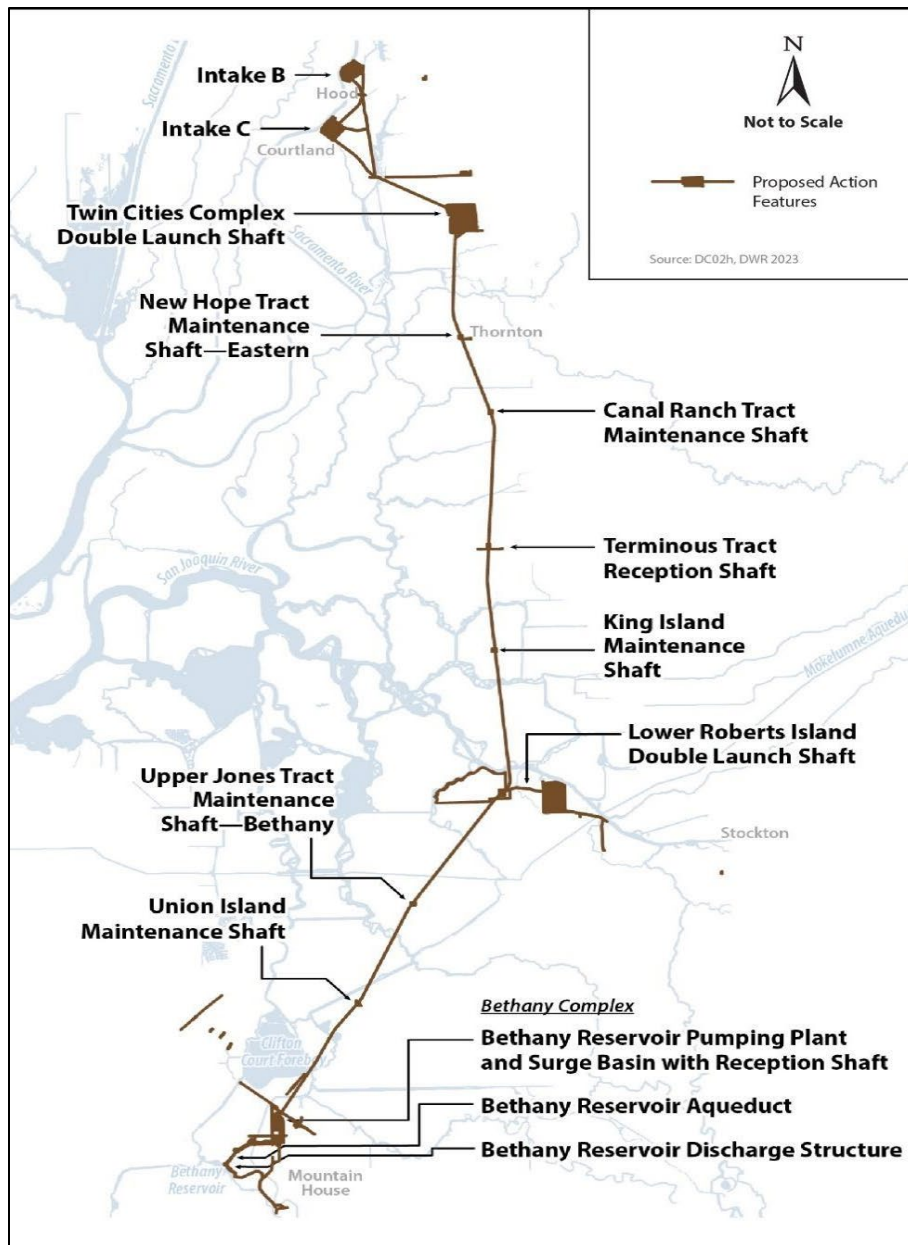 N
Not to Scale
Proposed Action
Features
Source: DC02h, DWR 2023
Sacramento River
Intake B
Hood
Intake C
Courtland
Twin Cities Complex
Double Launch Shaft
Sacramento River
New Hope Tract
Maintenance
Shaft—Eastern
Thornton
Canal Ranch Tract
Maintenance Shaft
San Joaquin River
Terminous Tract
Reception Shaft
King Island
Maintenance
Shaft
Mokelumne Aqueduct
Lower Roberts Island
Double Launch Shaft
Upper Jones Tract
Maintenance
Shaft—Bethany
Stockton
Union Island
Maintenance Shaft
Bethany Complex
Clifton
Court Forebay
Bethany Reservoir Pumping Plant
and Surge Basin with Reception Shaft
Bethany Reservoir Aqueduct
Bethany Reservoir Discharge Structure
Bethany
Reservoir
Mountain
House